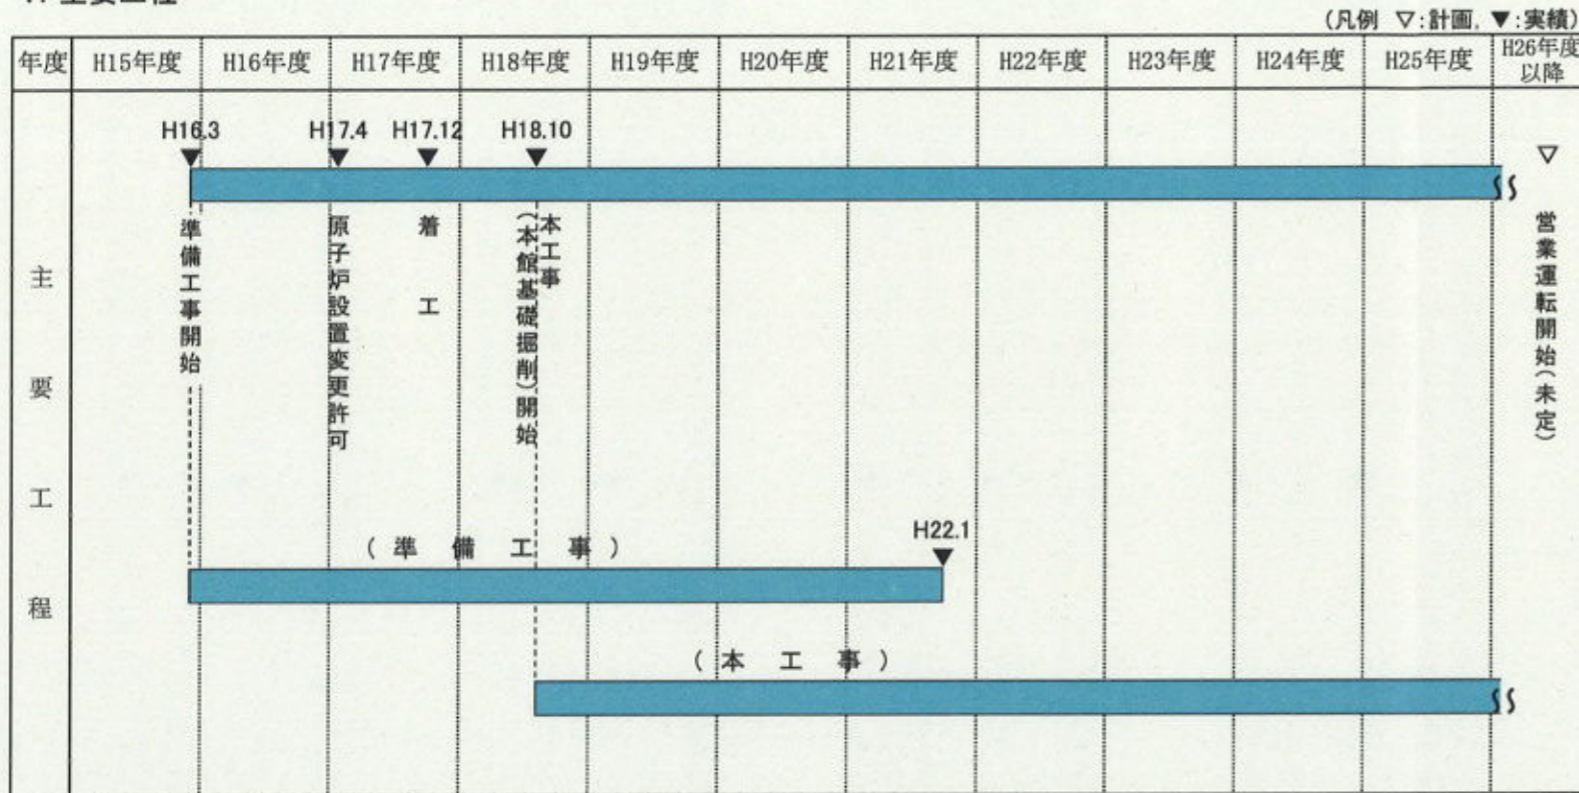 (凡例 ▽:計画, ▼:実績)
年度 H15年度 H16年度 H17年度 H18年度 H19年度 H20年度 H21年度 H22年度 H23年度 H24年度 H25年度 H26年度以降
主要工程
H16.3 H17.4 H17.12 H18.10
▼ ▼ ▼ ▼ ▽
準備工事開始
原子炉設置変更許可
着工
本工事
(本館基礎掘削)開始
営業運転開始(未定)
H22.1
▼
(準備工事)
(本工事)